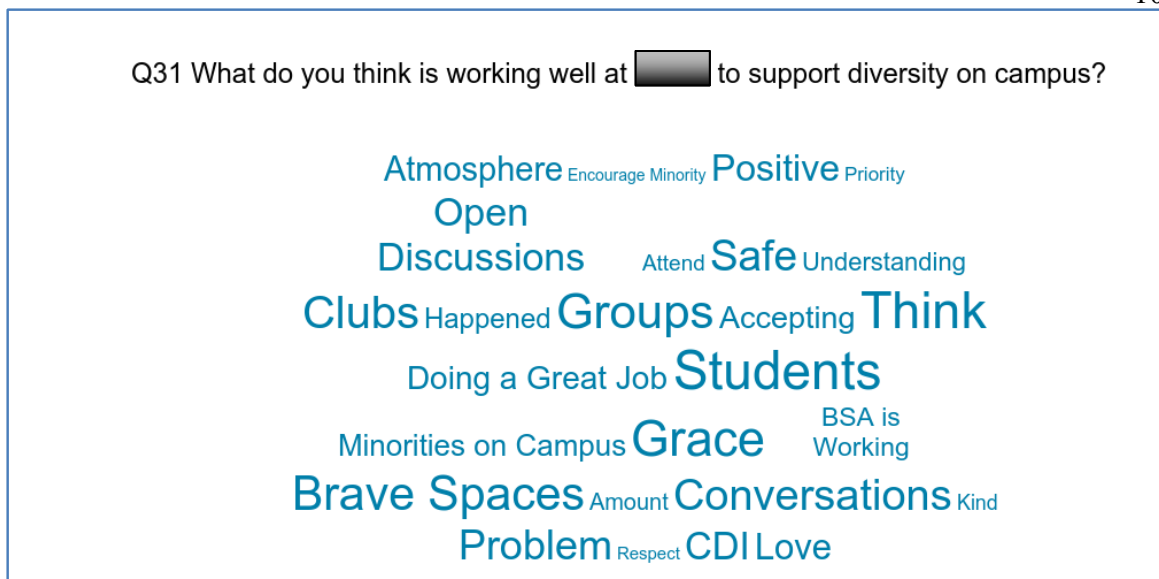 Q31 What do you think is working well at to support diversity on campus?
Atmosphere Encourage Minority Positive Priority
Open
Discussions Attend Safe Understanding
Clubs Happened Groups Accepting Think
Doing a Great Job Students
BSA is
Minorities on Campus Grace Working
Brave Spaces Amount Conversations Kind
Problem Respect CDI Love